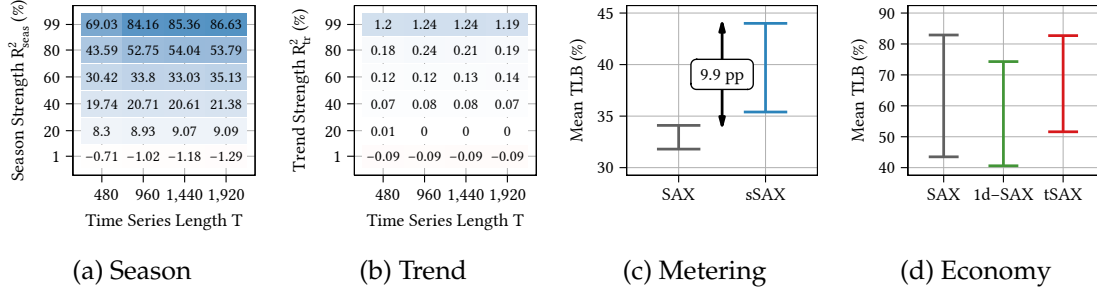 Season Strength R²seas (%)
99 69.03 84.16 85.36 86.63
80 43.59 52.75 54.04 53.79
60 30.42 33.8 33.03 35.13
40 19.74 20.71 20.61 21.38
20 8.3 8.93 9.07 9.09
1 −0.71 −1.02 −1.18 −1.29
480 960 1,440 1,920
Time Series Length T
(a) Season
Trend Strength R²tr (%)
99 1.2 1.24 1.24 1.19
80 0.18 0.24 0.21 0.19
60 0.12 0.12 0.13 0.14
40 0.07 0.08 0.08 0.07
20 0.01 0 0 0
1 −0.09 −0.09 −0.09 −0.09
480 960 1,440 1,920
Time Series Length T
(b) Trend
Mean TLB (%)
45
40
35
30
9.9 pp
SAX sSAX
(c) Metering
Mean TLB (%)
90
80
70
60
50
40
SAX 1d−SAX tSAX
(d) Economy